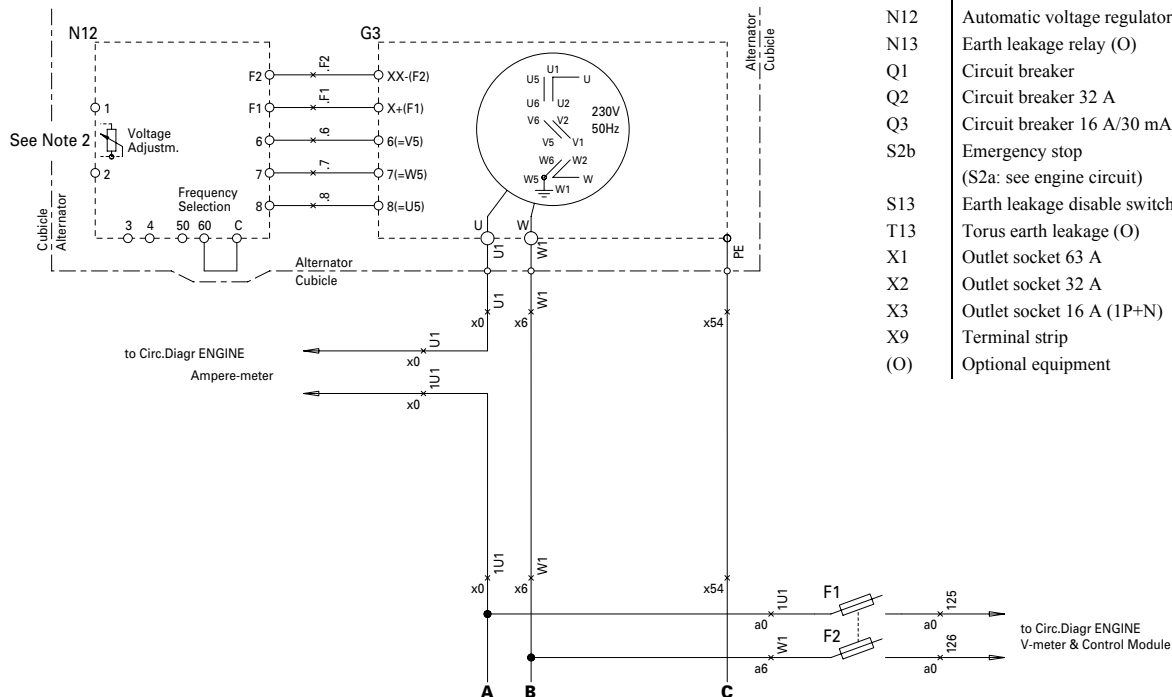 N12
G3
Alternator
Cubicle
F2
.F2
XX-(F2)
F1
.F1
X+(F1)
6
.6
6(=V5)
7
.7
7(=W5)
8
.8
8(=U5)
1
See Note 2
Voltage
Adjustm.
2
Frequency
Selection
3 4 50 60 C
Cubicle
Alternator
U1
U5
U
U6
U2
V6
V2
V5
V1
W6
W2
W5
W
W1
230V
50Hz
U
W
U1
W1
PE
Alternator
Cubicle
U1
W1
x0
x6
x54
to Circ.Diagr ENGINE
Ampere-meter
U1
x0
1U1
x0
1U1
W1
x0
x6
x54
1U1
a0
F1
125
a0
W1
a6
F2
126
a0
to Circ.Diagr ENGINE
V-meter & Control Module
A B C
N12 Automatic voltage regulator
N13 Earth leakage relay (O)
Q1 Circuit breaker
Q2 Circuit breaker 32 A
Q3 Circuit breaker 16 A/30 mA
S2b Emergency stop
(S2a: see engine circuit)
S13 Earth leakage disable switch
T13 Torus earth leakage (O)
X1 Outlet socket 63 A
X2 Outlet socket 32 A
X3 Outlet socket 16 A (1P+N)
X9 Terminal strip
(O) Optional equipment